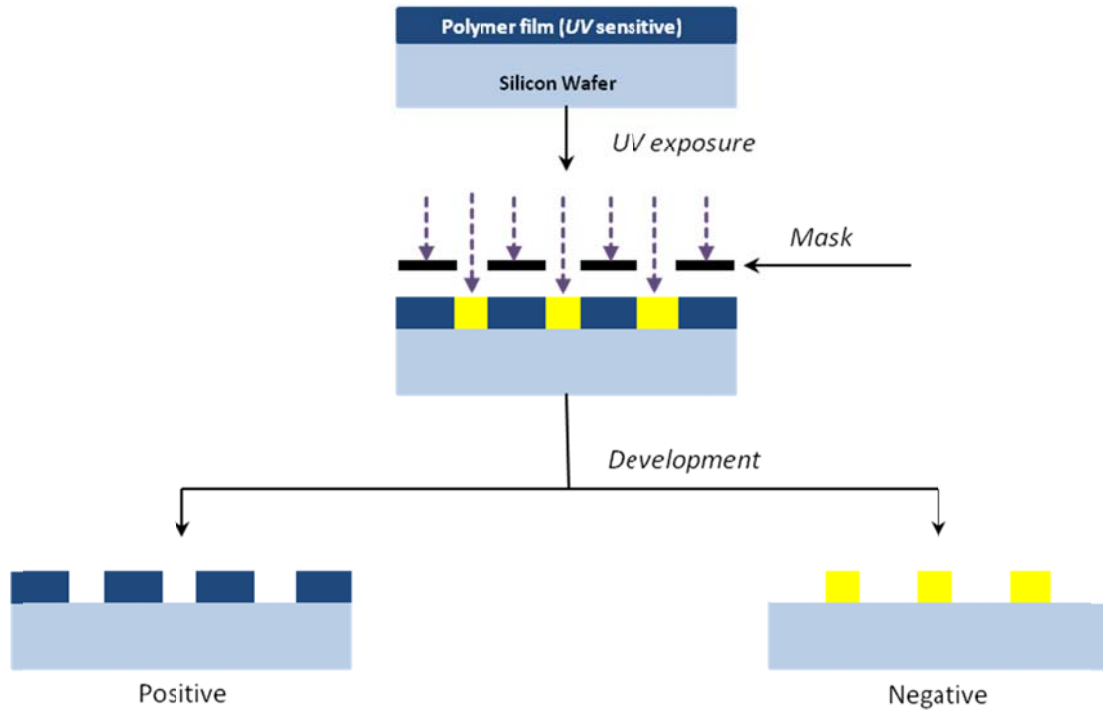 Polymer film (UV sensitive)
Silicon Wafer
UV exposure
Mask
Development
Positive
Negative